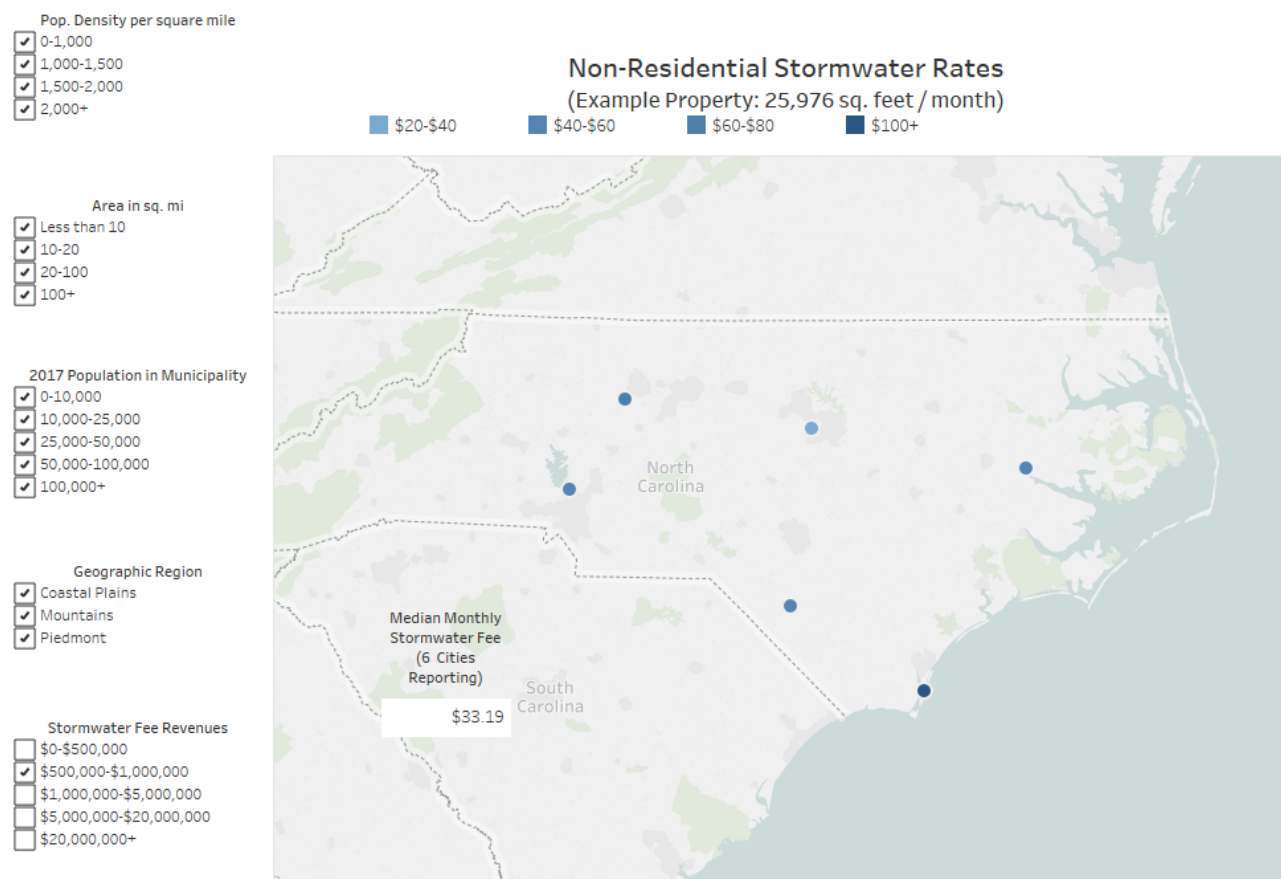 Pop. Density per square mile
0-1,000
1,000-1,500
1,500-2,000
2,000+
Non-Residential Stormwater Rates
(Example Property: 25,976 sq. feet / month)
$20-$40
$40-$60
$60-$80
$100+
Area in sq. mi
Less than 10
10-20
20-100
100+
2017 Population in Municipality
0-10,000
10,000-25,000
25,000-50,000
50,000-100,000
100,000+
Geographic Region
Coastal Plains
Mountains
Piedmont
Stormwater Fee Revenues
$0-$500,000
$500,000-$1,000,000
$1,000,000-$5,000,000
$5,000,000-$20,000,000
$20,000,000+
North
Carolina
Median Monthly
Stormwater Fee
(6 Cities
Reporting)
$33.19
South
Carolina